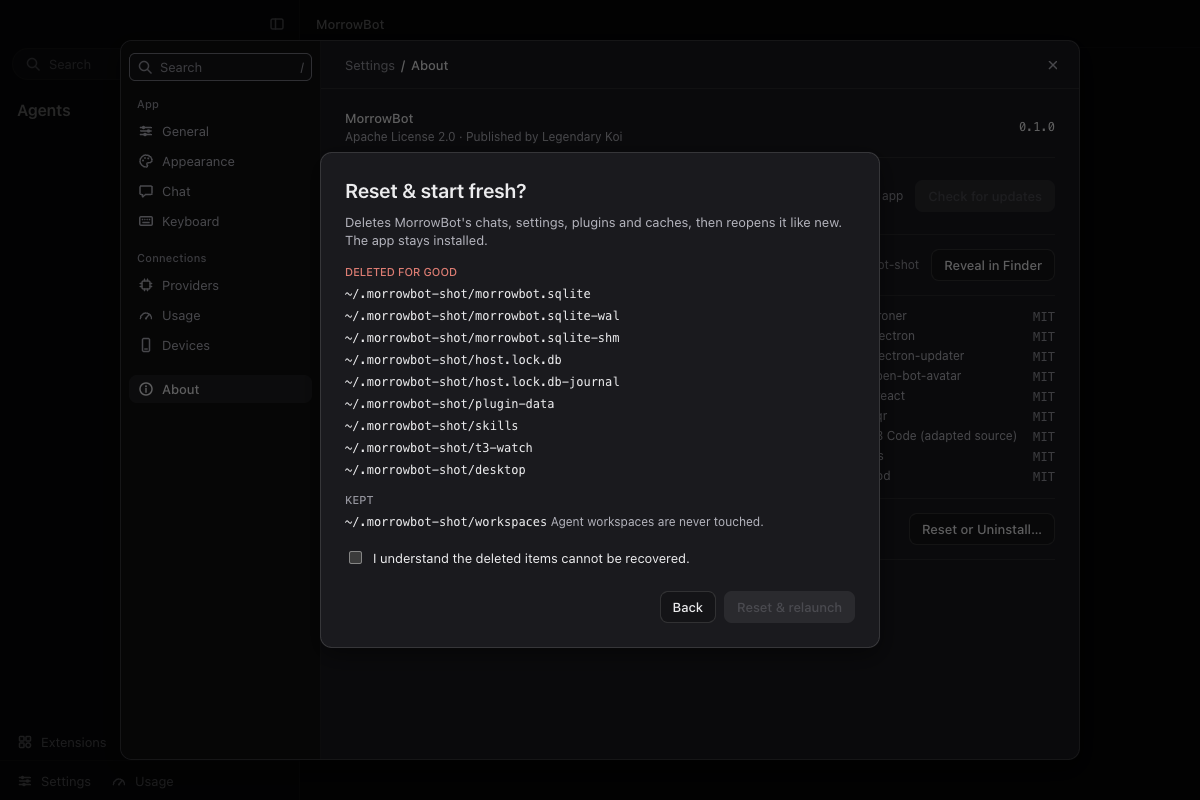 MorrowBot
Search
Agents
Search /
App
General
Appearance
Chat
Keyboard
Connections
Providers
Usage
Devices
About
Settings / About
MorrowBot
Apache License 2.0 · Published by Legendary Koi
0.1.0
app
Check for updates
ot-shot
Reveal in Finder
MIT
MIT
ectron-updater MIT
MIT
MIT
MIT
Code (adapted source) MIT
MIT
MIT
Reset or Uninstall...
Reset & start fresh?
Deletes MorrowBot's chats, settings, plugins and caches, then reopens it like new.
The app stays installed.
DELETED FOR GOOD
~/.morrowbot-shot/morrowbot.sqlite
~/.morrowbot-shot/morrowbot.sqlite-wal
~/.morrowbot-shot/morrowbot.sqlite-shm
~/.morrowbot-shot/host.lock.db
~/.morrowbot-shot/host.lock.db-journal
~/.morrowbot-shot/plugin-data
~/.morrowbot-shot/skills
~/.morrowbot-shot/t3-watch
~/.morrowbot-shot/desktop
KEPT
~/.morrowbot-shot/workspaces Agent workspaces are never touched.
I understand the deleted items cannot be recovered.
Back
Reset & relaunch
Extensions
Settings
Usage